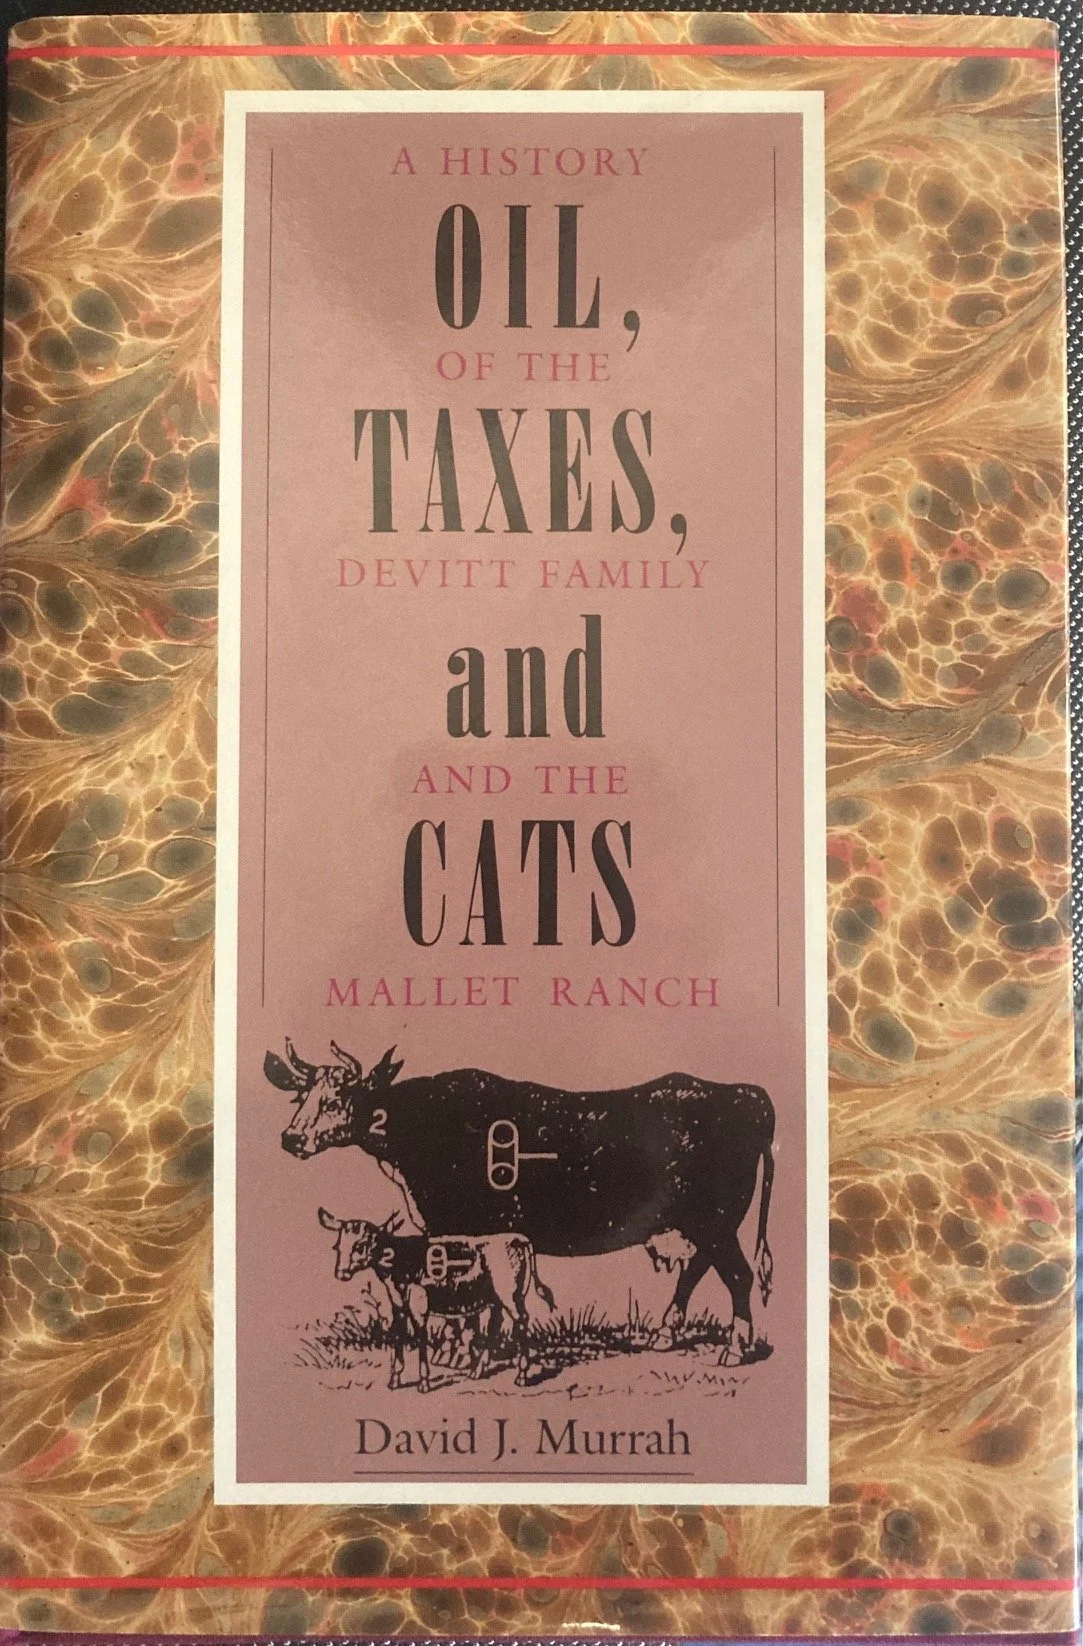 A HISTORY
OIL,
OF THE
TAXES,
DEVITT FAMILY
and
AND THE
CATS
MALLET RANCH
2
2
David J. Murrah